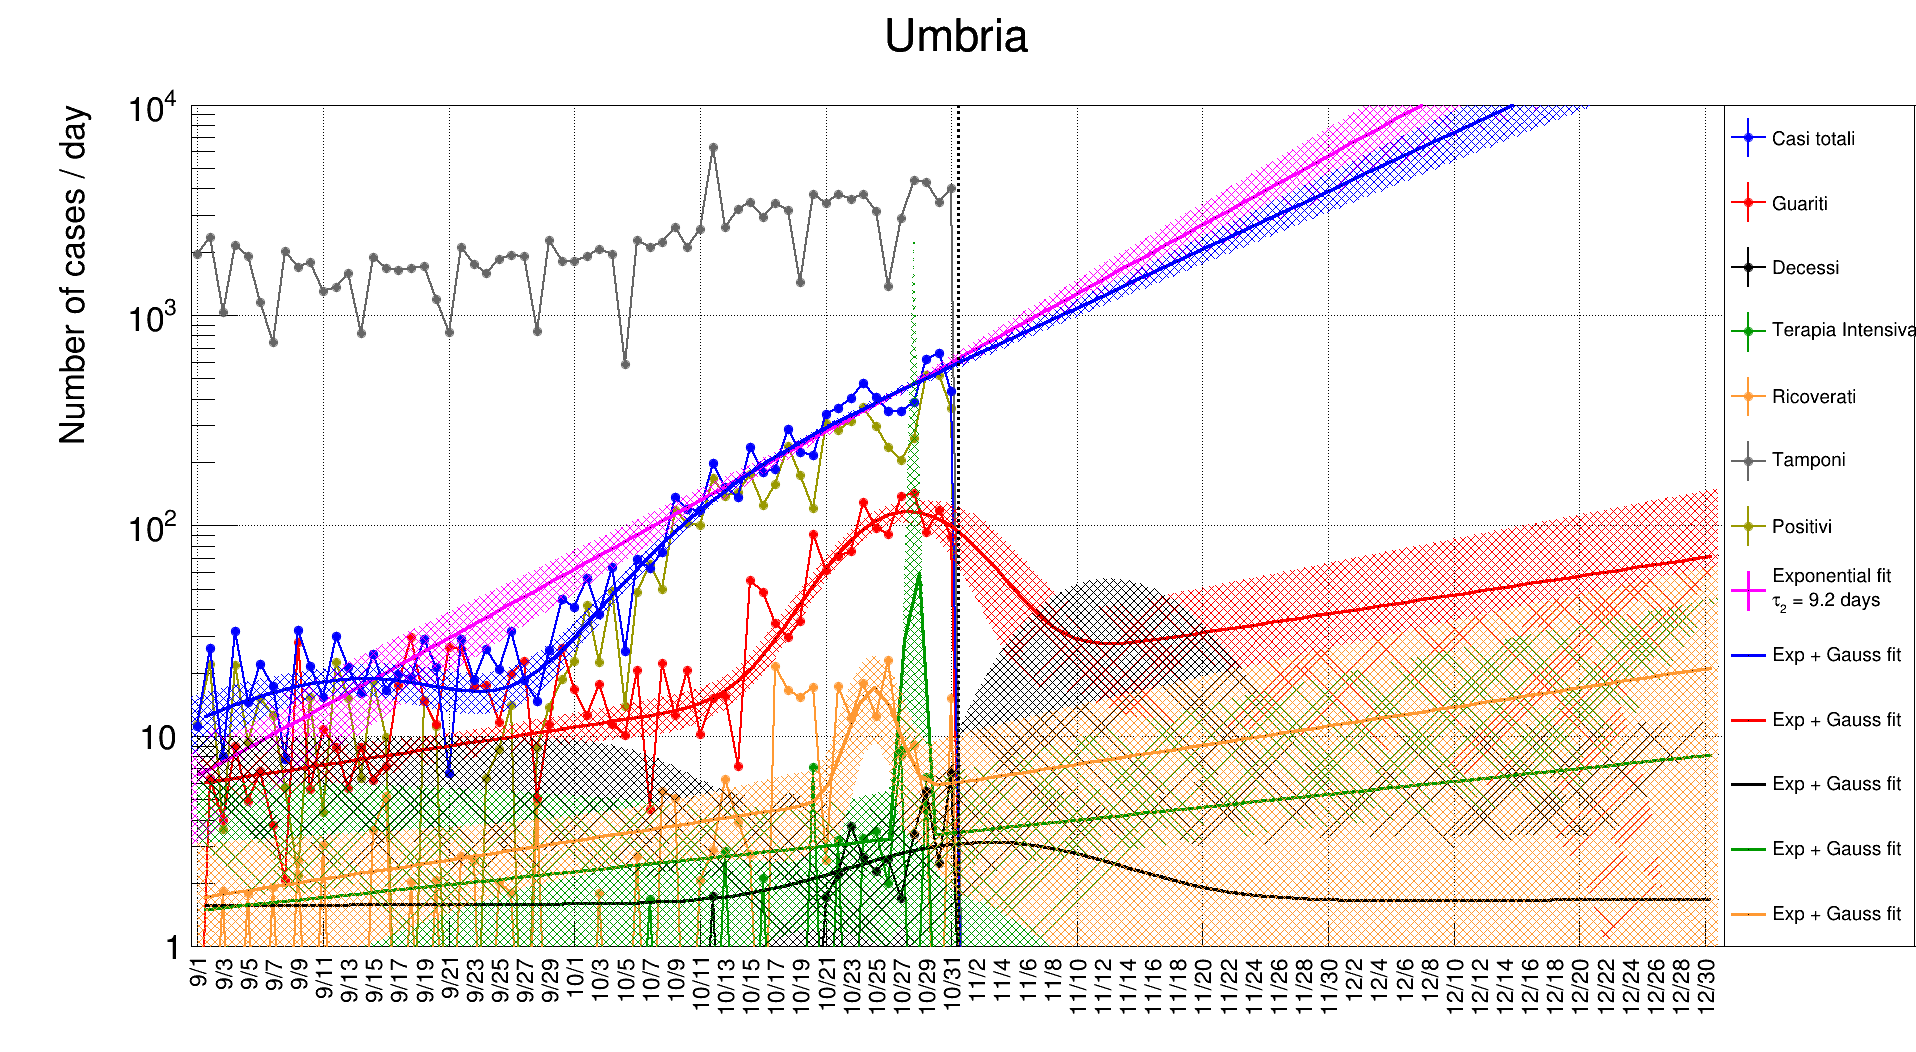 Umbria
Number of cases / day
10^4
10^3
10^2
10
1
9/1 9/3 9/5 9/7 9/9 9/11 9/13 9/15 9/17 9/19 9/21 9/23 9/25 9/27 9/29 10/1 10/3 10/5 10/7 10/9 10/11 10/13 10/15 10/17 10/19 10/21 10/23 10/25 10/27 10/29 10/31 11/2 11/4 11/6 11/8 11/10 11/12 11/14 11/16 11/18 11/20 11/22 11/24 11/26 11/28 11/30 12/2 12/4 12/6 12/8 12/10 12/12 12/14 12/16 12/18 12/20 12/22 12/24 12/26 12/28 12/30
Casi totali
Guariti
Decessi
Terapia Intensiva
Ricoverati
Tamponi
Positivi
Exponential fit
τ_2 = 9.2 days
Exp + Gauss fit
Exp + Gauss fit
Exp + Gauss fit
Exp + Gauss fit
Exp + Gauss fit